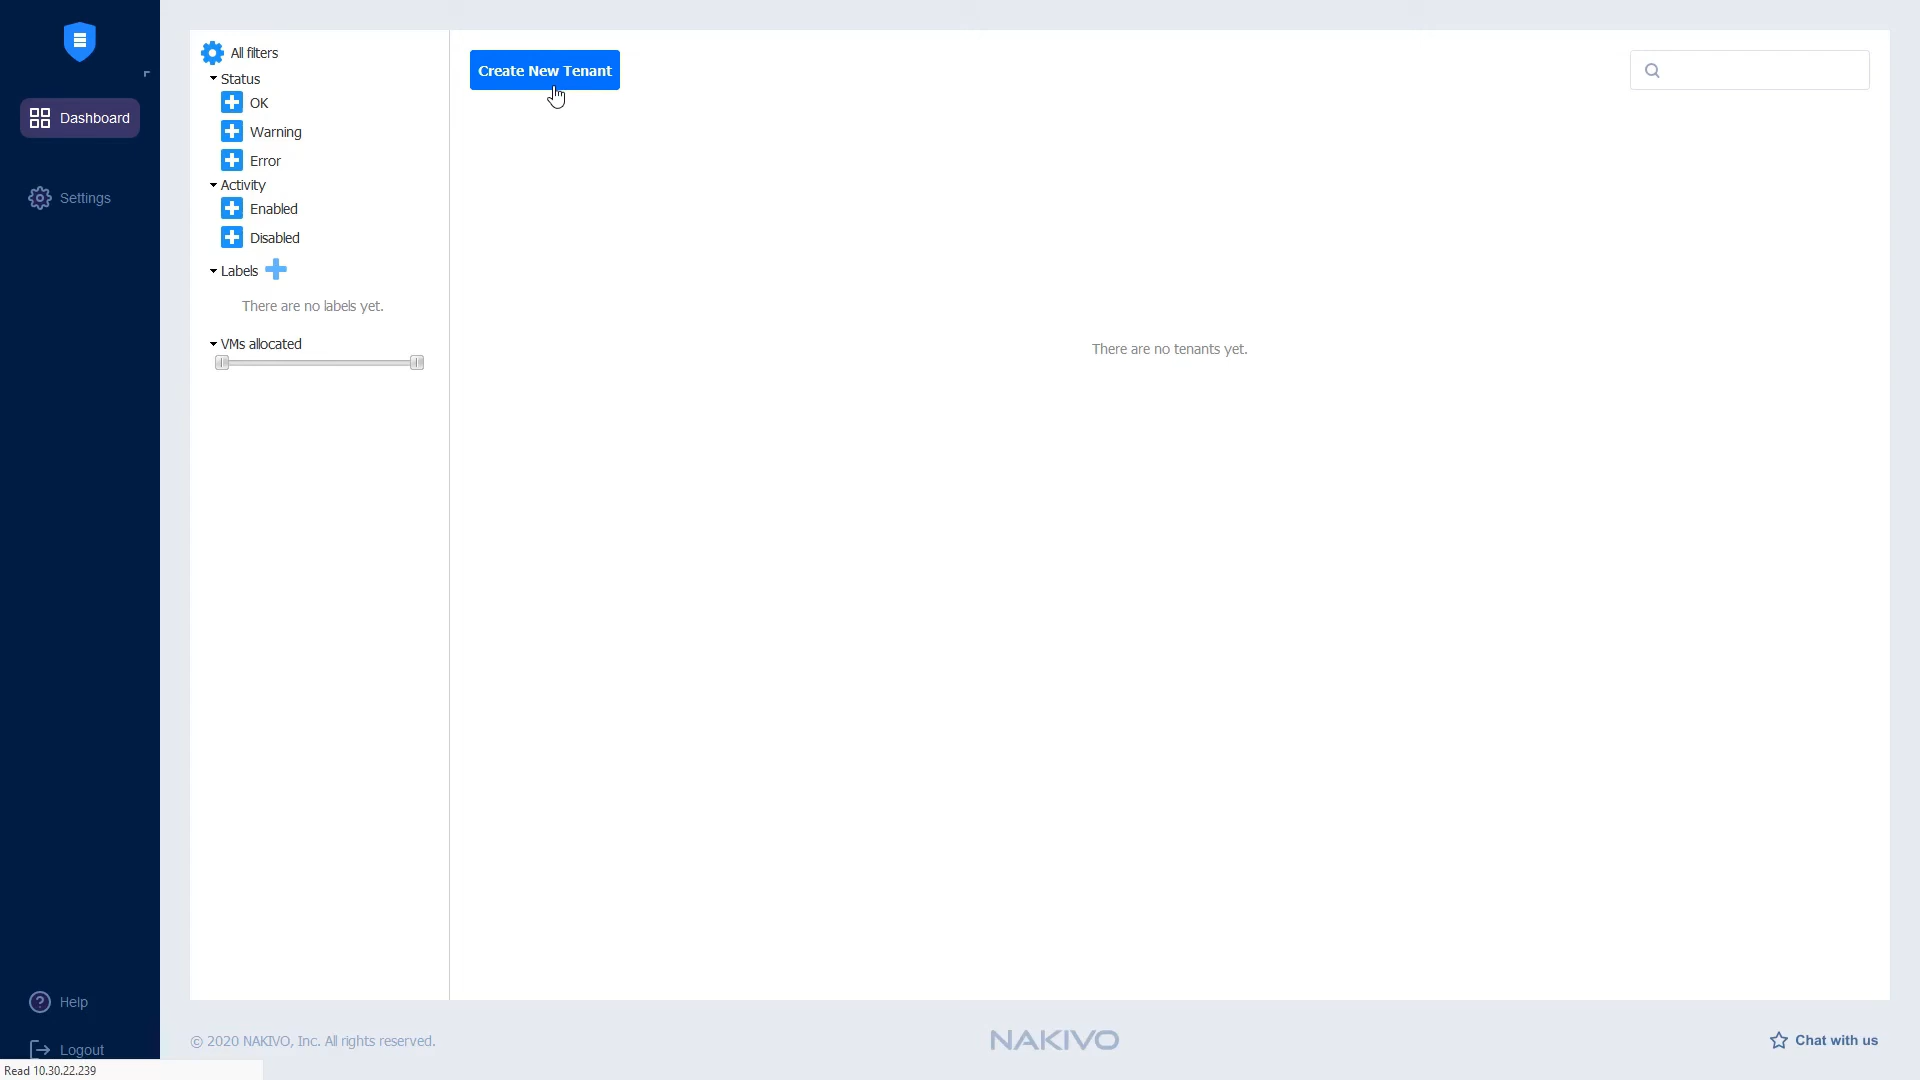 Dashboard
Settings
Help
Logout
Read 10.30.22.239
All filters
Status
OK
Warning
Error
Activity
Enabled
Disabled
Labels
There are no labels yet.
VMs allocated
Create New Tenant
There are no tenants yet.
© 2020 NAKIVO, Inc. All rights reserved.
NAKIVO
Chat with us